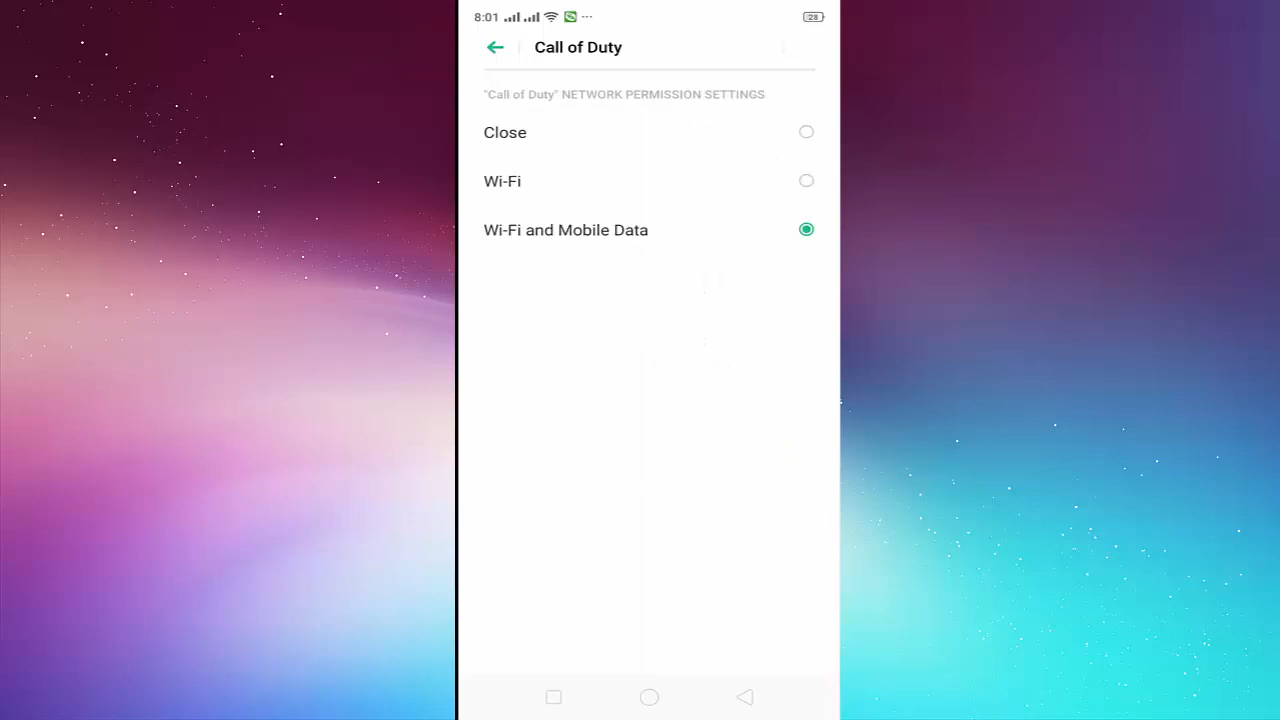 8:01
28
Call of Duty
"Call of Duty" NETWORK PERMISSION SETTINGS
Close
Wi-Fi
Wi-Fi and Mobile Data